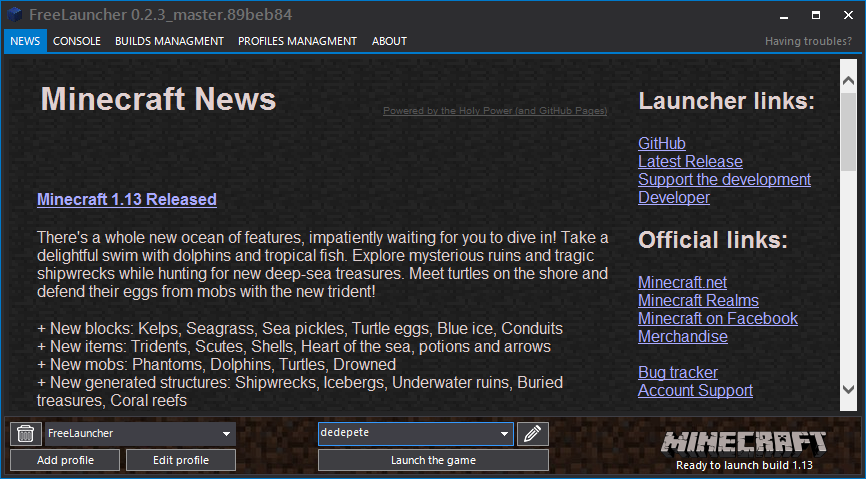 FreeLauncher 0.2.3_master.89beb84
NEWS CONSOLE BUILDS MANAGMENT PROFILES MANAGMENT ABOUT Having troubles?
Minecraft News
Powered by the Holy Power (and GitHub Pages)
Minecraft 1.13 Released
There's a whole new ocean of features, impatiently waiting for you to dive in! Take a
delightful swim with dolphins and tropical fish. Explore mysterious ruins and tragic
shipwrecks while hunting for new deep-sea treasures. Meet turtles on the shore and
defend their eggs from mobs with the new trident!
+ New blocks: Kelps, Seagrass, Sea pickles, Turtle eggs, Blue ice, Conduits
+ New items: Tridents, Scutes, Shells, Heart of the sea, potions and arrows
+ New mobs: Phantoms, Dolphins, Turtles, Drowned
+ New generated structures: Shipwrecks, Icebergs, Underwater ruins, Buried
treasures, Coral reefs
Launcher links:
GitHub
Latest Release
Support the development
Developer
Official links:
Minecraft.net
Minecraft Realms
Minecraft on Facebook
Merchandise
Bug tracker
Account Support
FreeLauncher
Add profile Edit profile
dedepete
Launch the game
MINECRAFT
Ready to launch build 1.13